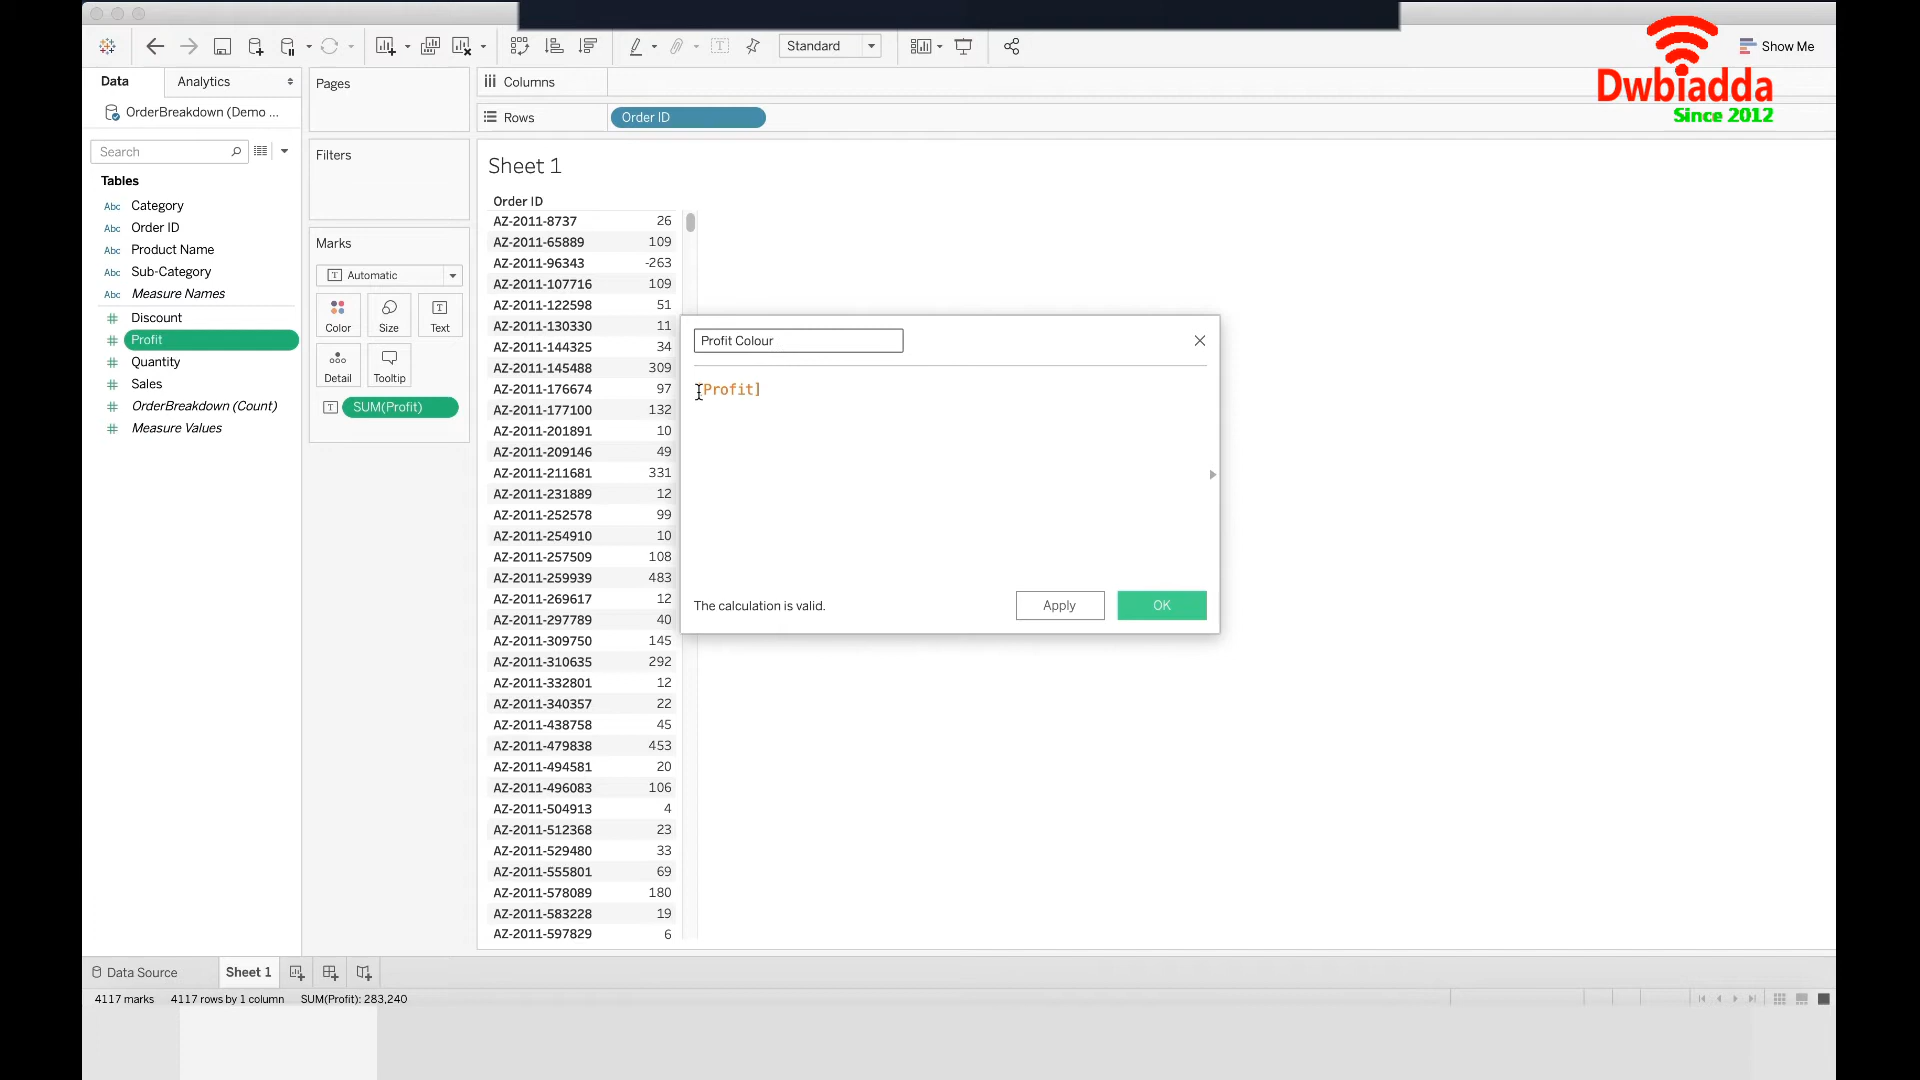 Standard
Show Me
Dwbiadda
Since 2012
Data
Analytics
OrderBreakdown (Demo ...
Search
Tables
Abc Category
Abc Order ID
Abc Product Name
Abc Sub-Category
Abc Measure Names
# Discount
# Profit
# Quantity
# Sales
# OrderBreakdown (Count)
# Measure Values
Pages
Filters
Marks
Automatic
Color
Size
Text
Detail
Tooltip
SUM(Profit)
Columns
Rows
Order ID
Sheet 1
Order ID
AZ-2011-8737 26
AZ-2011-65889 109
AZ-2011-96343 -263
AZ-2011-107716 109
AZ-2011-122598 51
AZ-2011-130330 11
AZ-2011-144325 34
AZ-2011-145488 309
AZ-2011-176674 97
AZ-2011-177100 132
AZ-2011-201891 10
AZ-2011-209146 49
AZ-2011-211681 331
AZ-2011-231889 12
AZ-2011-252578 99
AZ-2011-254910 10
AZ-2011-257509 108
AZ-2011-259939 483
AZ-2011-269617 12
AZ-2011-297789 40
AZ-2011-309750 145
AZ-2011-310635 292
AZ-2011-332801 12
AZ-2011-340357 22
AZ-2011-438758 45
AZ-2011-479838 453
AZ-2011-494581 20
AZ-2011-496083 106
AZ-2011-504913 4
AZ-2011-512368 23
AZ-2011-529480 33
AZ-2011-555801 69
AZ-2011-578089 180
AZ-2011-583228 19
AZ-2011-597829 6
Profit Colour
[Profit]
The calculation is valid.
Apply
OK
Data Source
Sheet 1
4117 marks
4117 rows by 1 column
SUM(Profit): 283,240